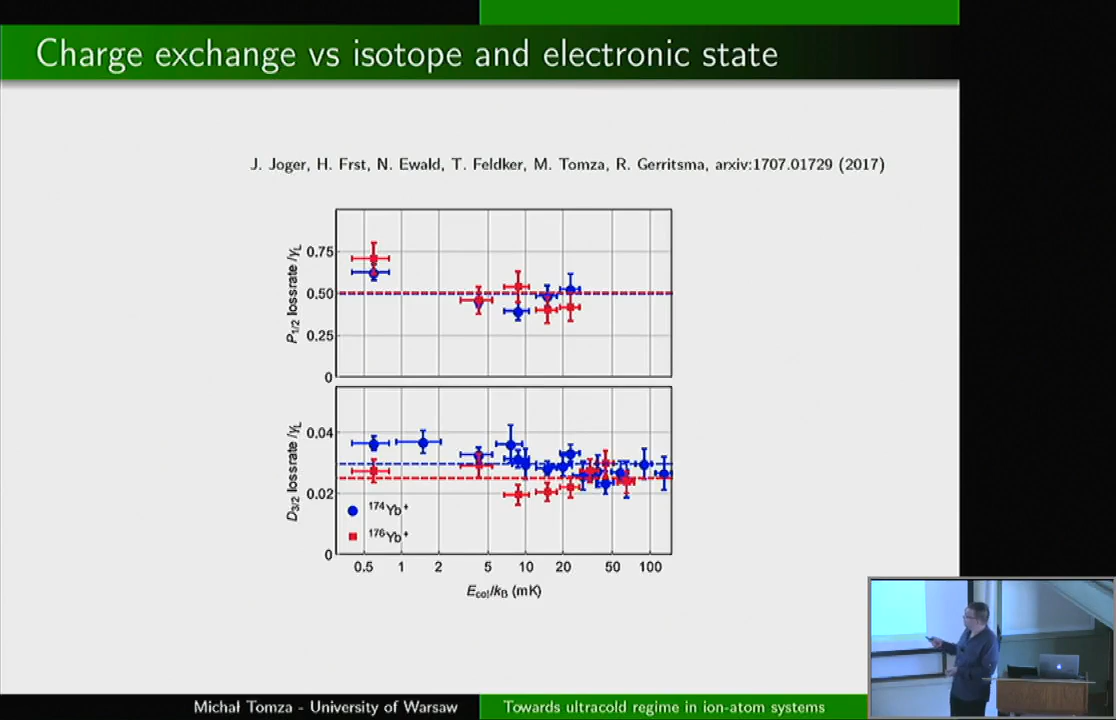 Charge exchange vs isotope and electronic state
J. Joger, H. Frst, N. Ewald, T. Feldker, M. Tomza, R. Gerritsma, arxiv:1707.01729 (2017)
P1/2 lossrate /γL
0.75
0.50
0.25
0
D3/2 lossrate /γL
0.04
0.02
0
174Yb+
176Yb+
0.5 1 2 5 10 20 50 100
Ecol/kB (mK)
Michał Tomza - University of Warsaw
Towards ultracold regime in ion-atom systems